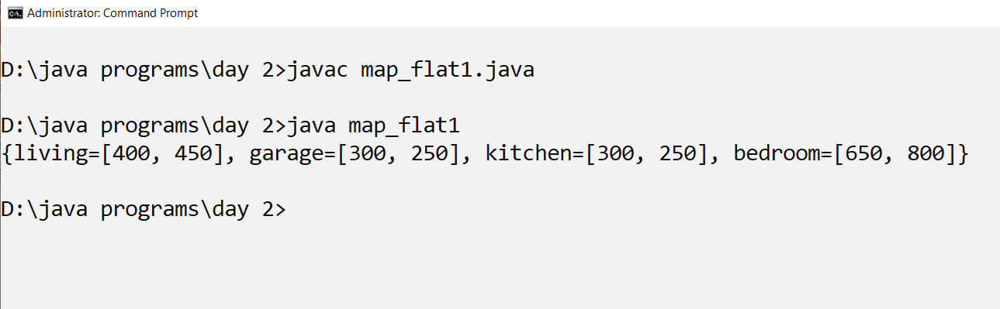 Administrator: Command Prompt
D:\java programs\day 2>javac map_flat1.java
D:\java programs\day 2>java map_flat1
{living=[400, 450], garage=[300, 250], kitchen=[300, 250], bedroom=[650, 800]}
D:\java programs\day 2>